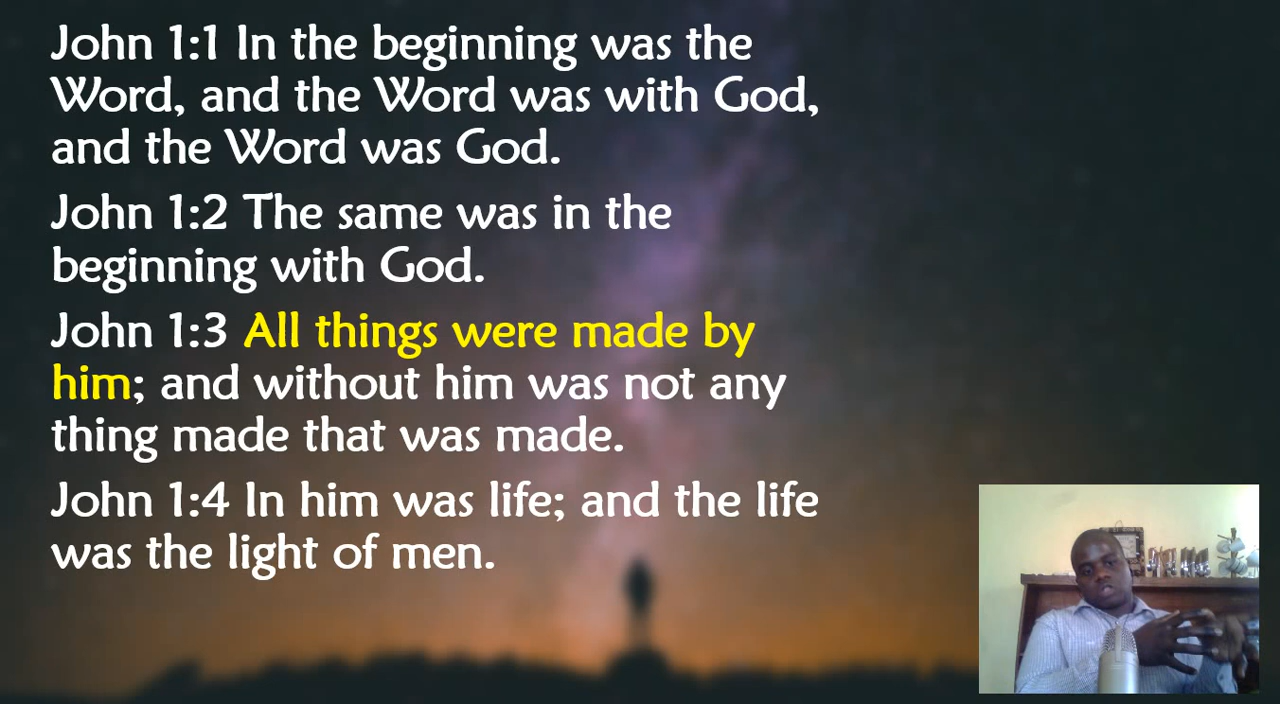 John 1:1 In the beginning was the
Word, and the Word was with God,
and the Word was God.
John 1:2 The same was in the
beginning with God.
John 1:3 All things were made by
him; and without him was not any
thing made that was made.
John 1:4 In him was life; and the life
was the light of men.